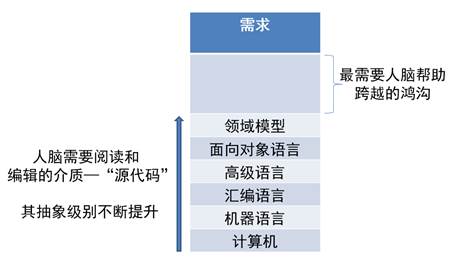 需求
最需要人脑帮助
跨越的鸿沟
领域模型
面向对象语言
高级语言
汇编语言
机器语言
计算机
人脑需要阅读和
编辑的介质—“源代码”
其抽象级别不断提升